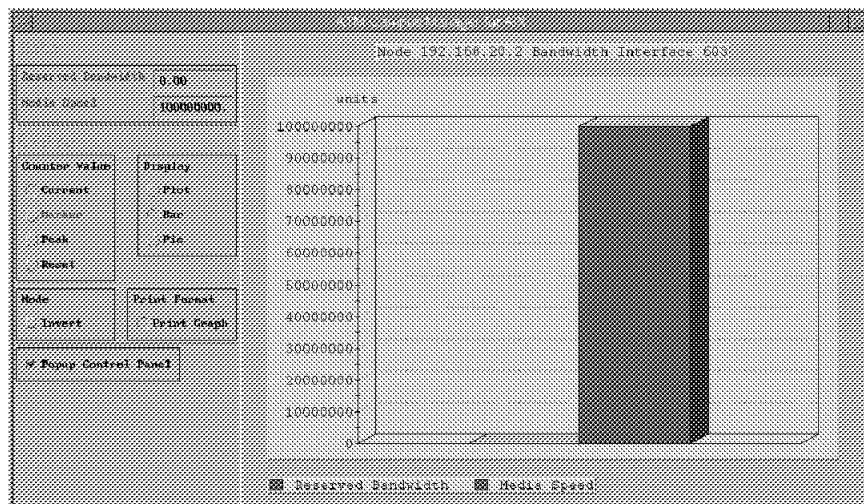 Node 192.168.20.2 Bandwidth Interface 603
Reserved Bandwidth 0.00
Media Speed 100000000.
units
100000000
90000000
80000000
70000000
60000000
50000000
40000000
30000000
20000000
10000000
0
Counter Value
Current
Marker
Peak
Reset
Display
Plot
Bar
Pie
Mode
Invert
Print Format
Print Graph
Popup Control Panel
Reserved Bandwidth Media Speed